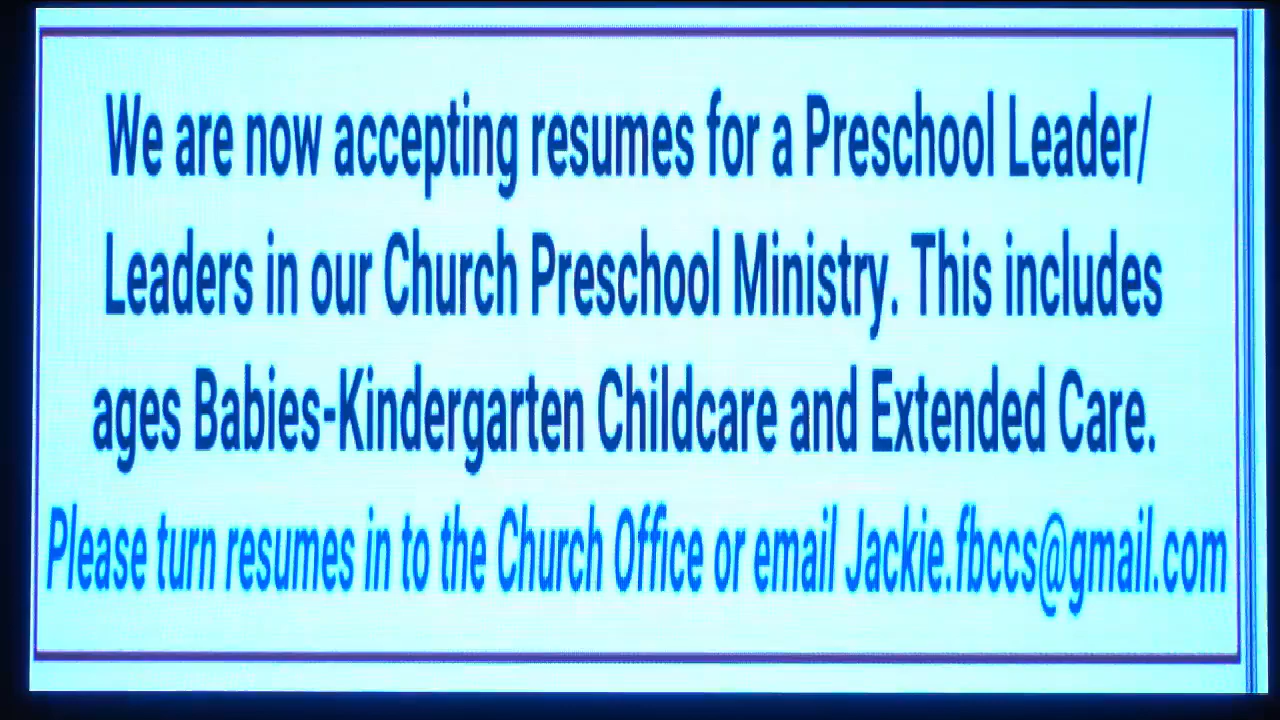 We are now accepting resumes for a Preschool Leader/
Leaders in our Church Preschool Ministry. This includes
ages Babies-Kindergarten Childcare and Extended Care.
Please turn resumes in to the Church Office or email Jackie.fbccs@gmail.com